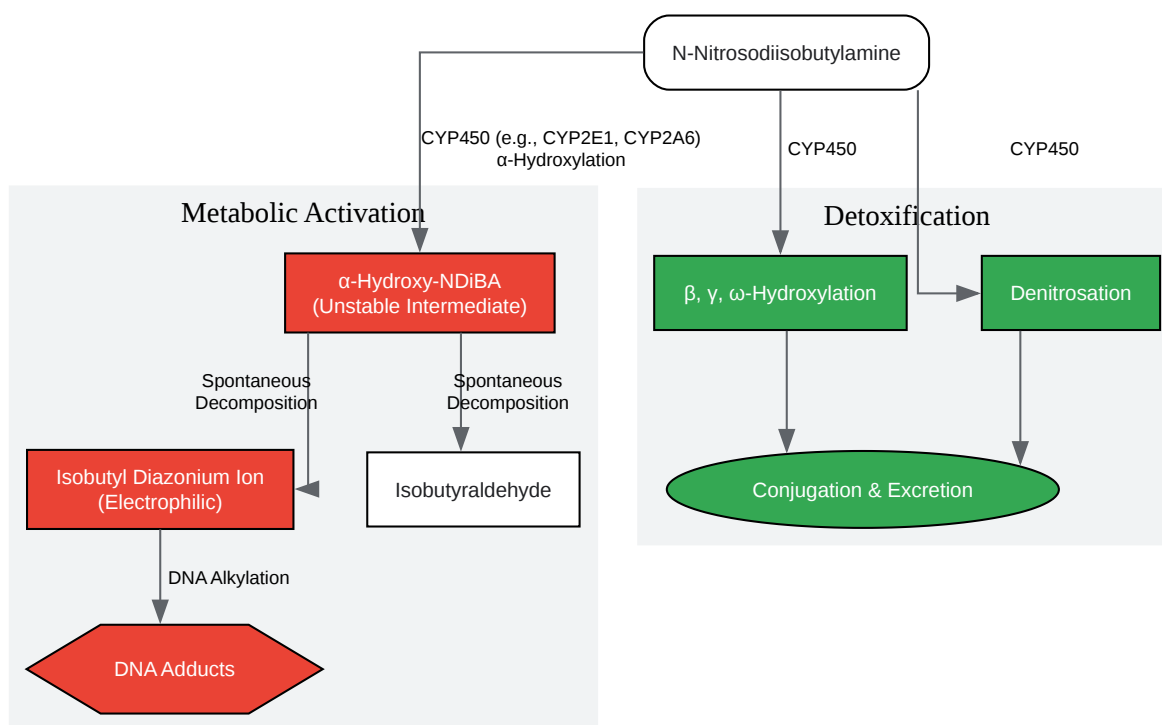 N-Nitrosodiisobutylamine
CYP450 (e.g., CYP2E1, CYP2A6)
α-Hydroxylation
CYP450
CYP450
Metabolic Activation
Detoxification
α-Hydroxy-NDiBA
(Unstable Intermediate)
β, γ, ω-Hydroxylation
Denitrosation
Spontaneous
Decomposition
Spontaneous
Decomposition
Isobutyl Diazonium Ion
(Electrophilic)
Isobutyraldehyde
Conjugation & Excretion
DNA Alkylation
DNA Adducts